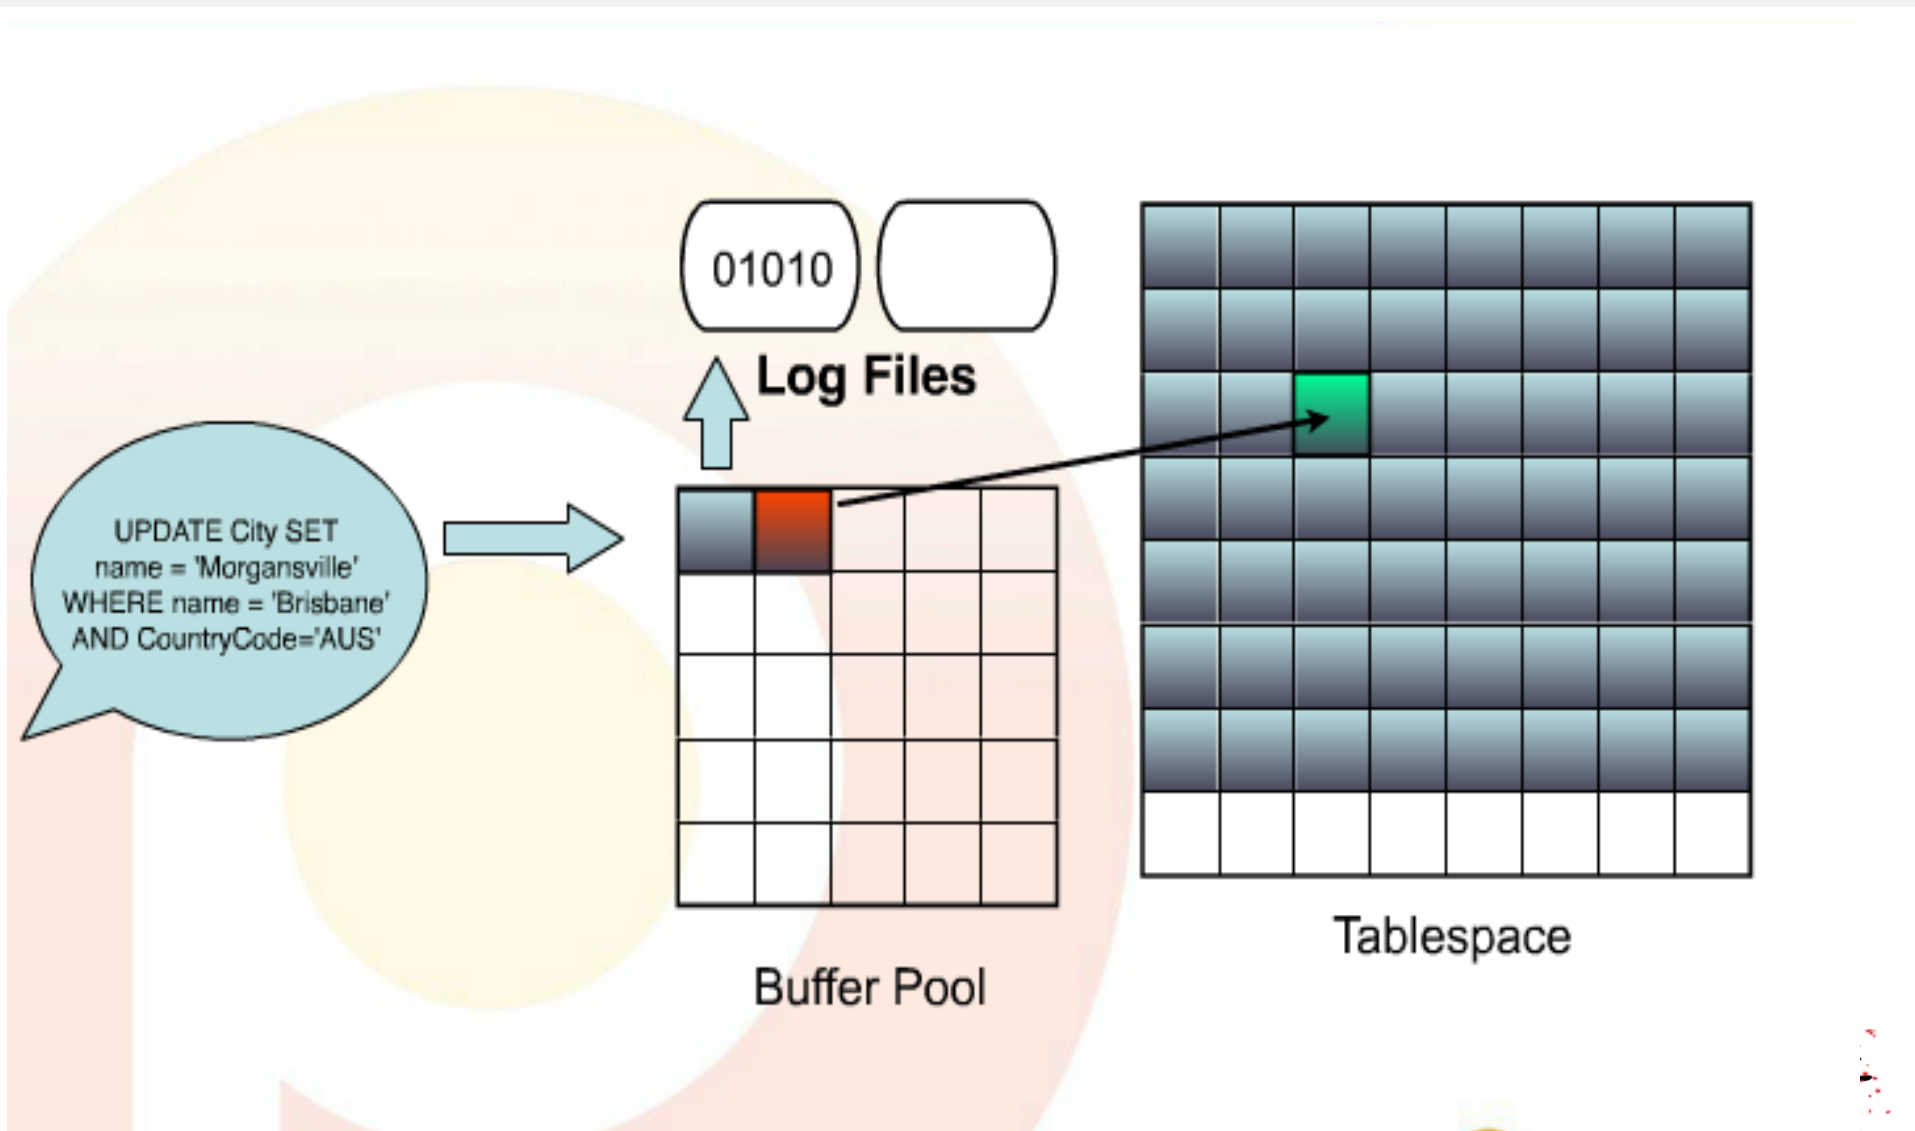 01010
Log Files
UPDATE City SET
name = 'Morgansville'
WHERE name = 'Brisbane'
AND CountryCode='AUS'
Tablespace
Buffer Pool